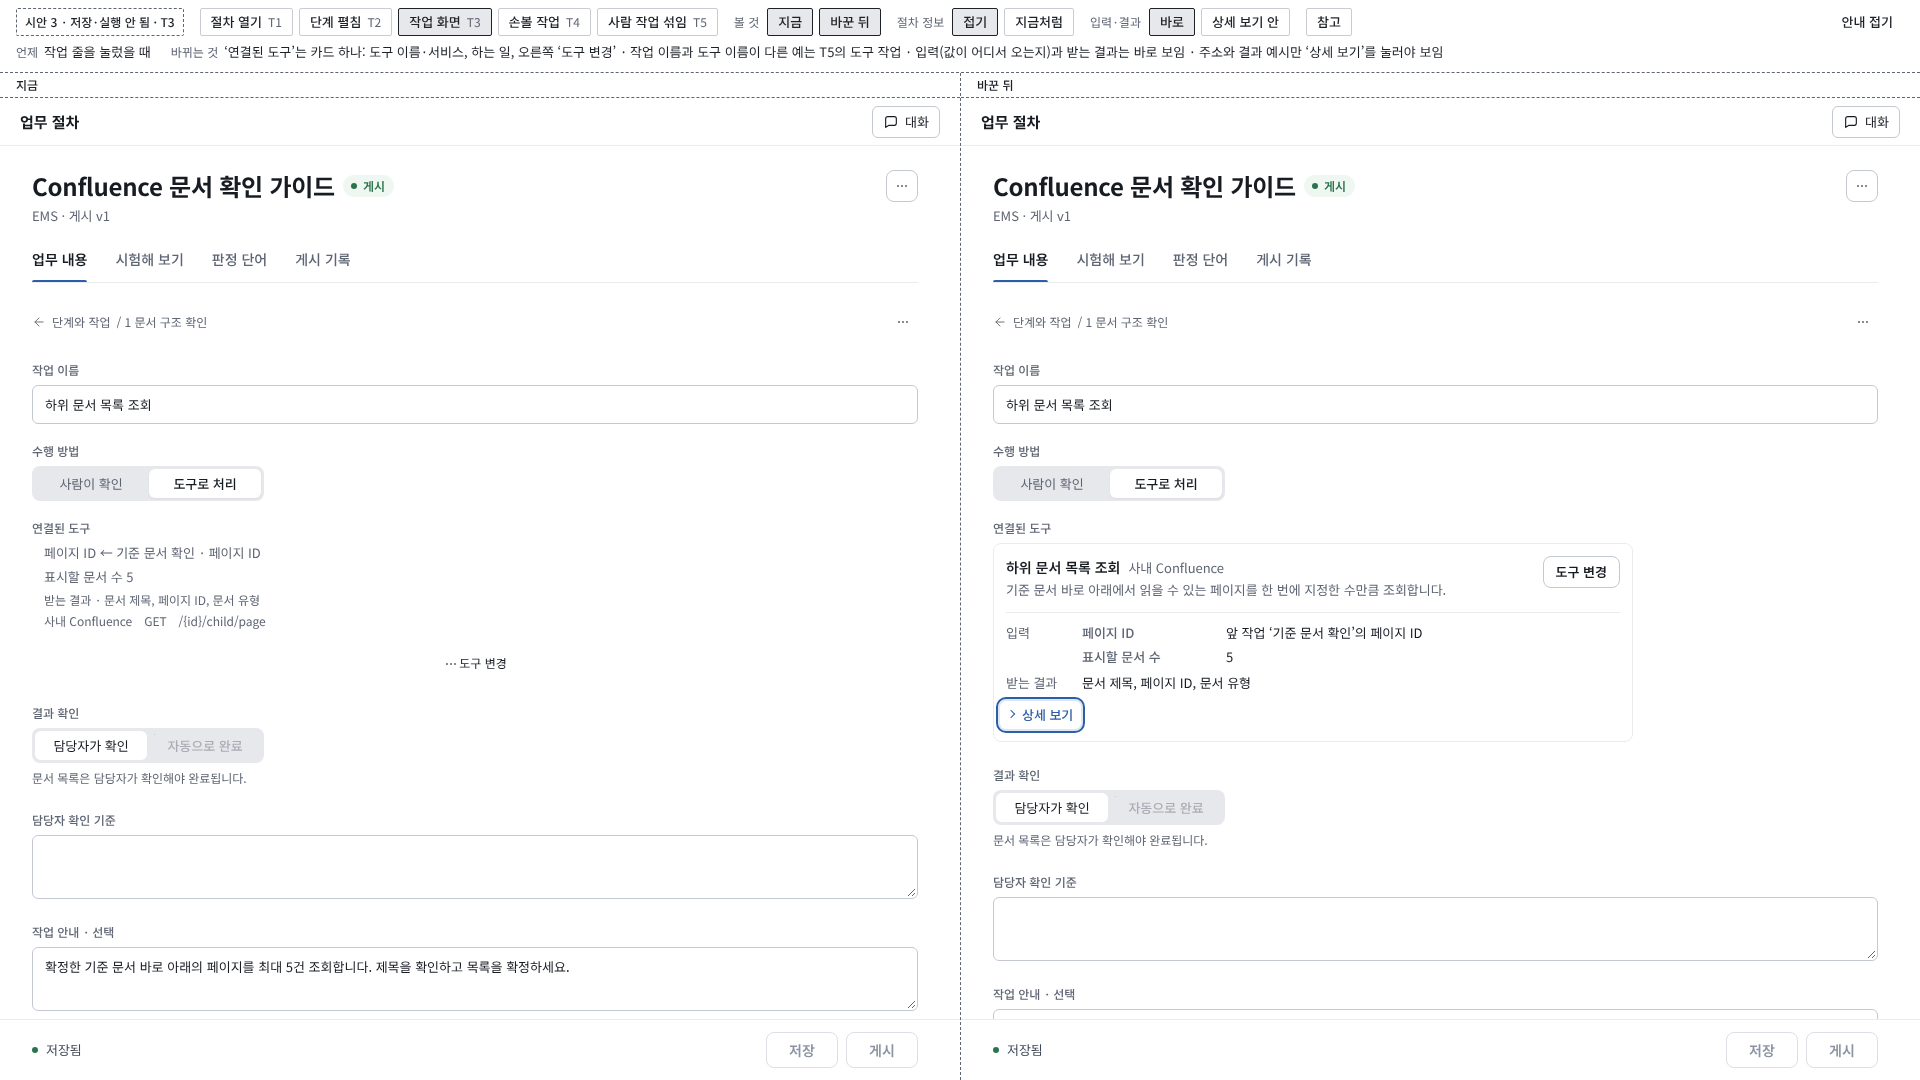 시안 3 · 저장·실행 안 됨 · T3 절차 열기 T1 단계 펼침 T2 작업 화면 T3 손볼 작업 T4 사람 작업 섞임 T5 볼 것 지금 바꾼 뒤 절차 정보 접기 지금처럼 입력·결과 바로 상세 보기 안 참고 안내 접기
언제 작업 줄을 눌렀을 때 바뀌는 것 ‘연결된 도구’는 카드 하나: 도구 이름·서비스, 하는 일, 오른쪽 ‘도구 변경’ · 작업 이름과 도구 이름이 다른 예는 T5의 도구 작업 · 입력(값이 어디서 오는지)과 받는 결과는 바로 보임 · 주소와 결과 예시만 ‘상세 보기’를 눌러야 보임
지금
업무 절차
대화
Confluence 문서 확인 가이드 게시
EMS · 게시 v1
업무 내용 시험해 보기 판정 단어 게시 기록
← 단계와 작업 / 1 문서 구조 확인 ···
작업 이름
하위 문서 목록 조회
수행 방법
사람이 확인 도구로 처리
연결된 도구
페이지 ID ← 기준 문서 확인 · 페이지 ID
표시할 문서 수 5
받는 결과 · 문서 제목, 페이지 ID, 문서 유형
사내 Confluence GET /{id}/child/page
··· 도구 변경
결과 확인
담당자가 확인 자동으로 완료
문서 목록은 담당자가 확인해야 완료됩니다.
담당자 확인 기준
작업 안내 · 선택
확정한 기준 문서 바로 아래의 페이지를 최대 5건 조회합니다. 제목을 확인하고 목록을 확정하세요.
저장됨 저장 게시
바꾼 뒤
업무 절차
대화
Confluence 문서 확인 가이드 게시
EMS · 게시 v1
업무 내용 시험해 보기 판정 단어 게시 기록
← 단계와 작업 / 1 문서 구조 확인 ···
작업 이름
하위 문서 목록 조회
수행 방법
사람이 확인 도구로 처리
연결된 도구
하위 문서 목록 조회 사내 Confluence 도구 변경
기준 문서 바로 아래에서 읽을 수 있는 페이지를 한 번에 지정한 수만큼 조회합니다.
입력 페이지 ID 앞 작업 ‘기준 문서 확인’의 페이지 ID
표시할 문서 수 5
받는 결과 문서 제목, 페이지 ID, 문서 유형
상세 보기
결과 확인
담당자가 확인 자동으로 완료
문서 목록은 담당자가 확인해야 완료됩니다.
담당자 확인 기준
작업 안내 · 선택
저장됨 저장 게시